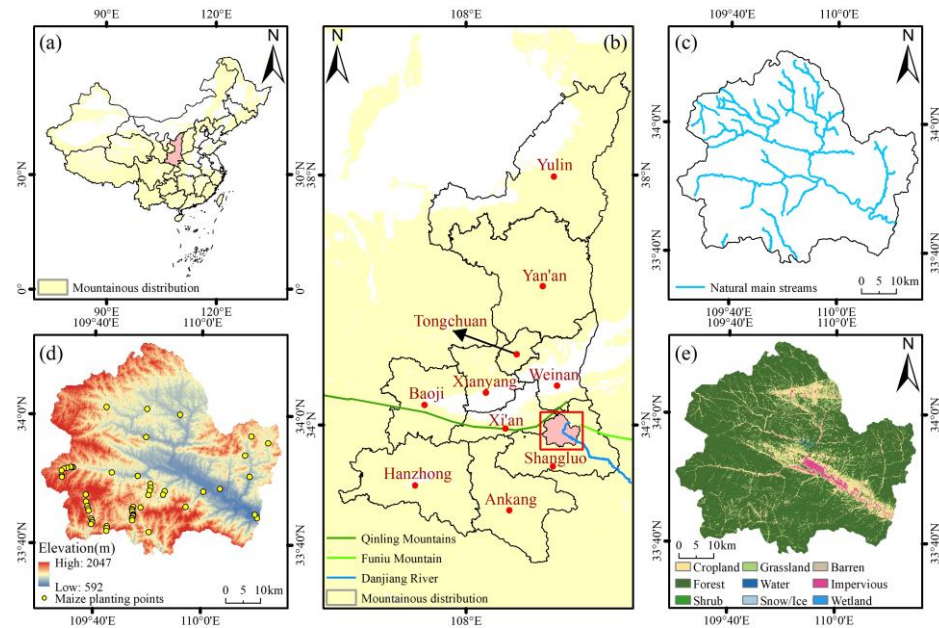 90°E
120°E
(a)
N
30°N
30°N
0°
0°
Mountainous distribution
108°E
(b)
N
Yulin
38°N
38°N
Yan'an
Tongchuan
Xianyang
Weinan
Baoji
Xi'an
34°N
34°N
Shangluo
Hanzhong
Ankang
Qinling Mountains
Funiu Mountain
Danjiang River
Mountainous distribution
108°E
109°40'E
110°0'E
(c)
N
34°0'N
34°0'N
33°40'N
33°40'N
Natural main streams
0 5 10km
109°40'E
110°0'E
(d)
N
34°0'N
34°0'N
33°40'N
33°40'N
Elevation(m)
High: 2047
Low: 592
Maize planting points
0 5 10km
109°40'E
110°0'E
109°40'E
110°0'E
(e)
N
34°0'N
34°0'N
33°40'N
33°40'N
0 5 10km
Cropland
Grassland
Barren
Forest
Water
Impervious
Shrub
Snow/Ice
Wetland
109°40'E
110°0'E